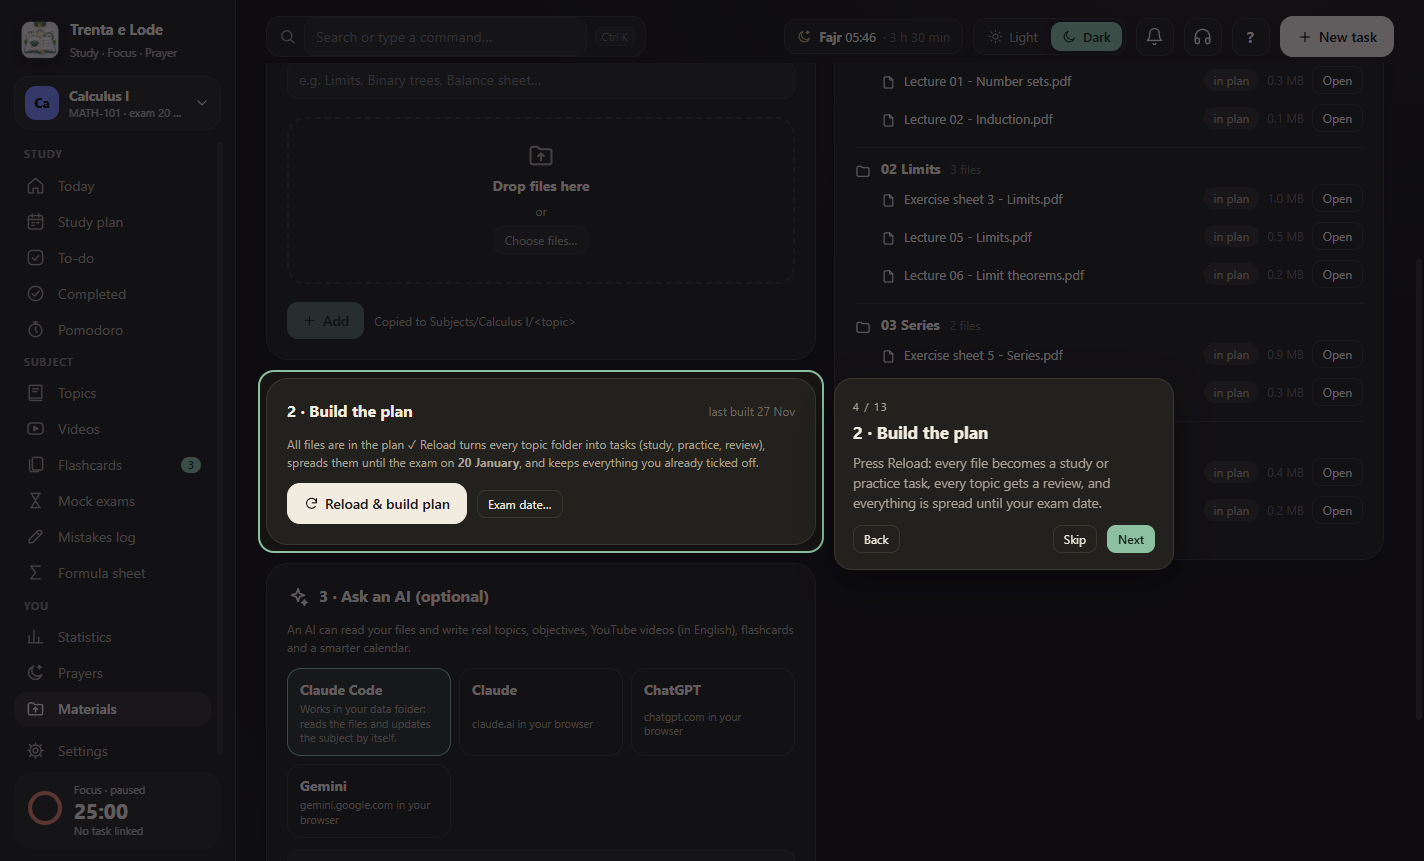 Trenta e Lode
Study · Focus · Prayer
Ca
Calculus I
MATH-101 · exam 20 ...
STUDY
Today
Study plan
To-do
Completed
Pomodoro
SUBJECT
Topics
Videos
Flashcards 3
Mock exams
Mistakes log
Formula sheet
YOU
Statistics
Prayers
Materials
Settings
Focus · paused
25:00
No task linked
Search or type a command... Ctrl K
Fajr 05:46 · 3 h 30 min
Light
Dark
?
+ New task
e.g. Limits, Binary trees, Balance sheet...
Drop files here
or
Choose files...
+ Add
Copied to Subjects/Calculus I/<topic>
2 · Build the plan
last built 27 Nov
All files are in the plan ✓ Reload turns every topic folder into tasks (study, practice, review),
spreads them until the exam on 20 January, and keeps everything you already ticked off.
Reload & build plan
Exam date...
3 · Ask an AI (optional)
An AI can read your files and write real topics, objectives, YouTube videos (in English), flashcards
and a smarter calendar.
Claude Code
Works in your data folder:
reads the files and updates
the subject by itself.
Claude
claude.ai in your browser
ChatGPT
chatgpt.com in your
browser
Gemini
gemini.google.com in your
browser
Lecture 01 - Number sets.pdf in plan 0.3 MB Open
Lecture 02 - Induction.pdf in plan 0.1 MB Open
02 Limits 3 files
Exercise sheet 3 - Limits.pdf in plan 1.0 MB Open
Lecture 05 - Limits.pdf in plan 0.5 MB Open
Lecture 06 - Limit theorems.pdf in plan 0.2 MB Open
03 Series 2 files
Exercise sheet 5 - Series.pdf in plan 0.9 MB Open
in plan 0.3 MB Open
in plan 0.4 MB Open
in plan 0.2 MB Open
4 / 13
2 · Build the plan
Press Reload: every file becomes a study or
practice task, every topic gets a review, and
everything is spread until your exam date.
Back
Skip
Next